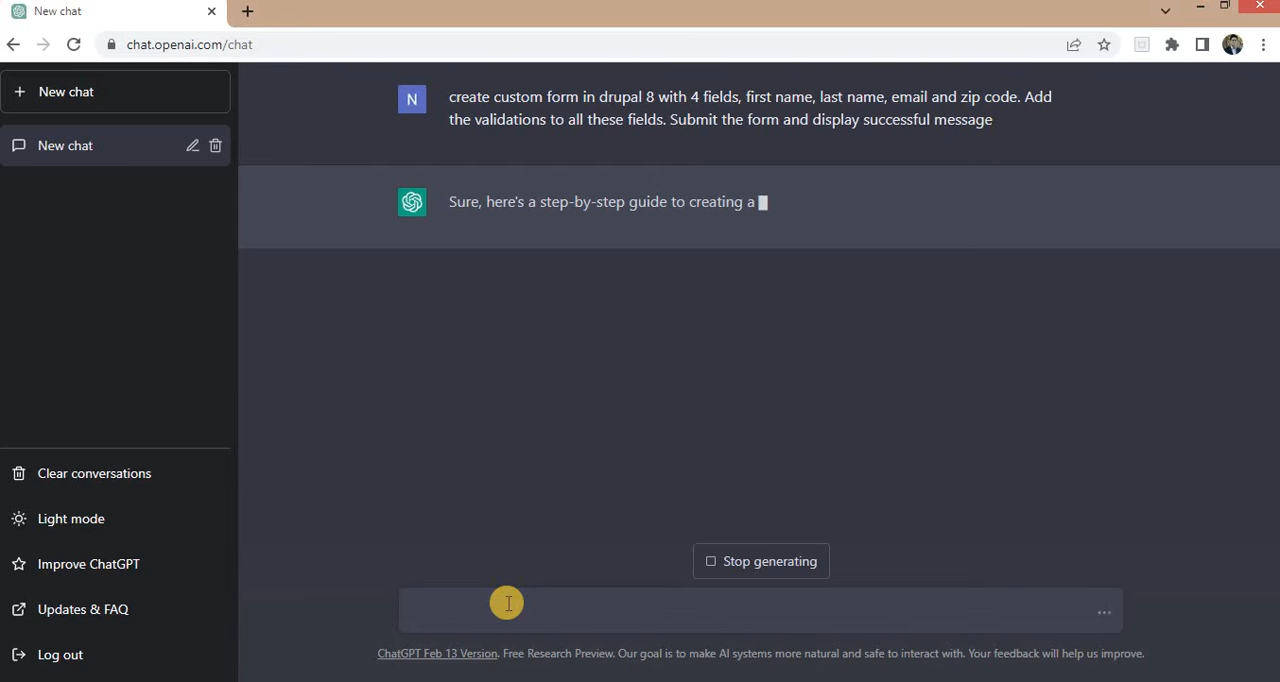 New chat
chat.openai.com/chat
New chat
New chat
Clear conversations
Light mode
Improve ChatGPT
Updates & FAQ
Log out
N
create custom form in drupal 8 with 4 fields, first name, last name, email and zip code. Add
the validations to all these fields. Submit the form and display successful message
Sure, here's a step-by-step guide to creating a
Stop generating
ChatGPT Feb 13 Version. Free Research Preview. Our goal is to make AI systems more natural and safe to interact with. Your feedback will help us improve.